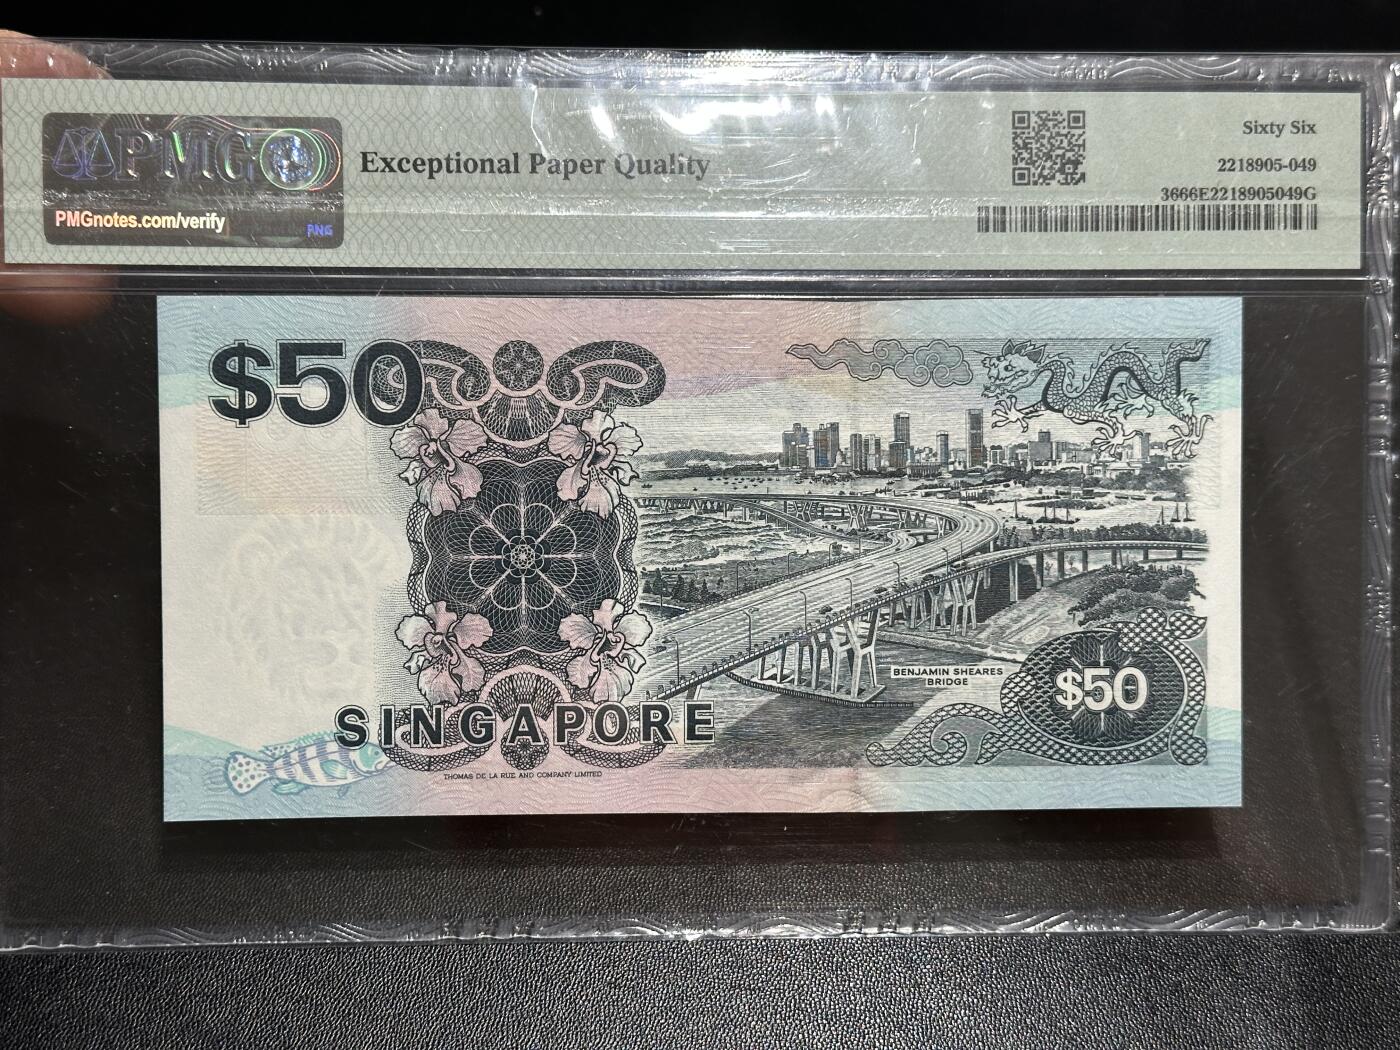 PMG
PMGnotes.com/verify
PMG
Exceptional Paper Quality
Sixty Six
2218905-049
3666E2218905049G
$50
BENJAMIN SHEARES
BRIDGE
$50
SINGAPORE
THOMAS DE LA RUE AND COMPANY LIMITED